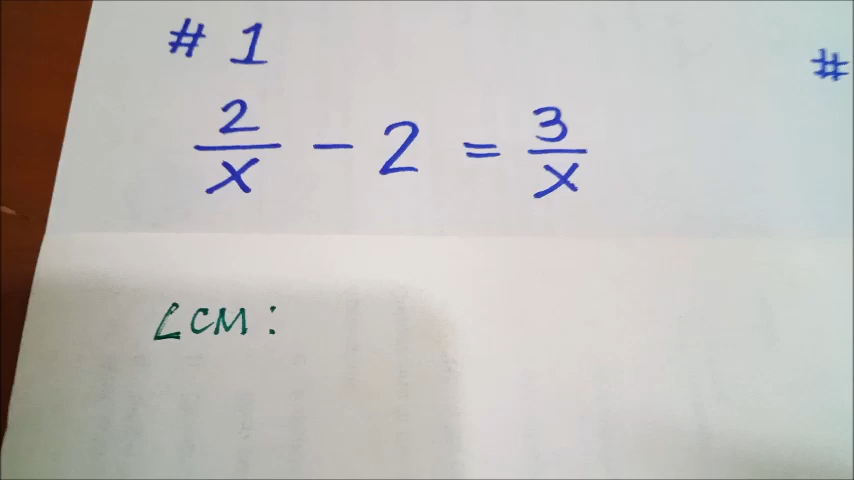 # 1
#
2/x - 2 = 3/x
LCM: